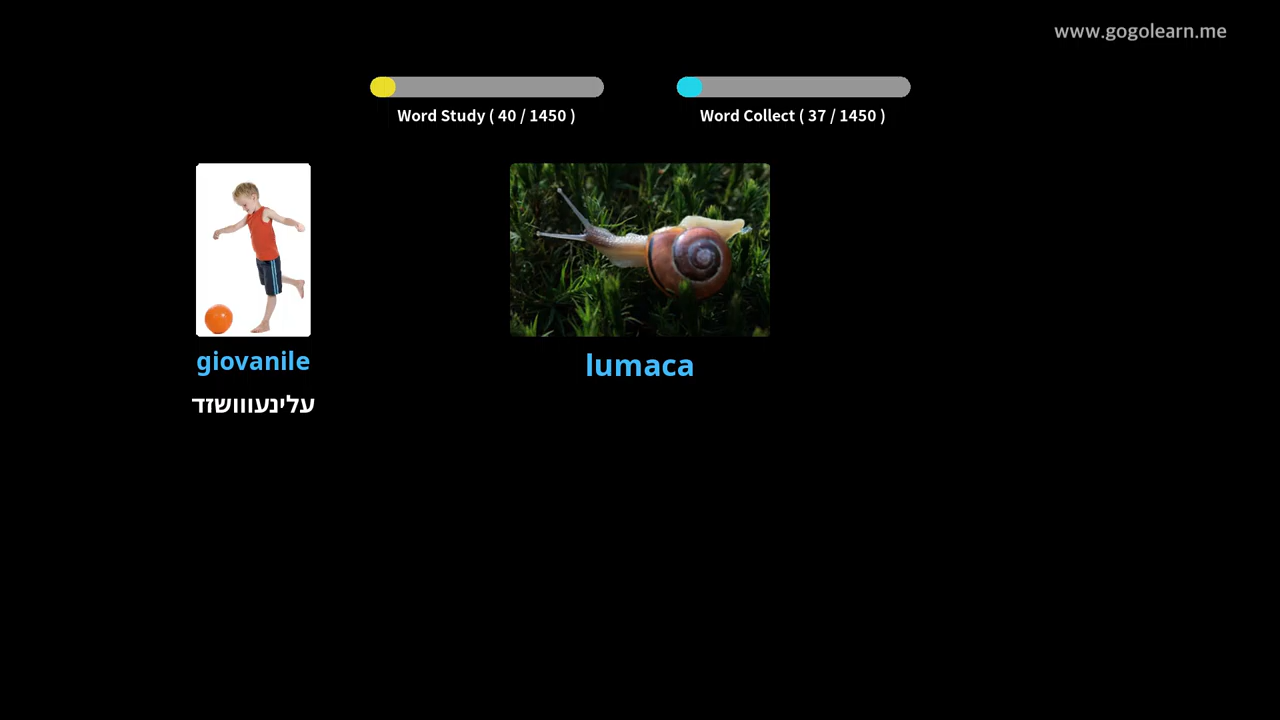 www.gogolearn.me
Word Study ( 40 / 1450 )
Word Collect ( 37 / 1450 )
giovanile
עלינעווושזד
lumaca